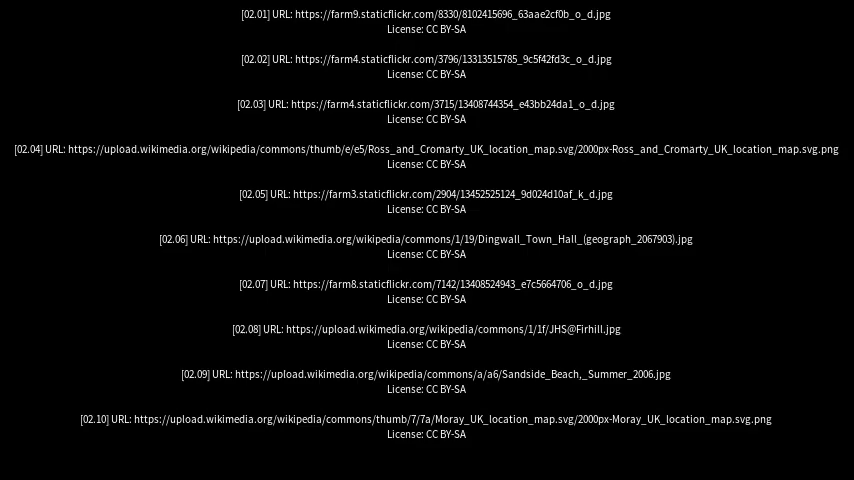 [02.01] URL: https://farm9.staticflickr.com/8330/8102415696_63aae2cf0b_o_d.jpg
License: CC BY-SA
[02.02] URL: https://farm4.staticflickr.com/3796/13313515785_9c5f42fd3c_o_d.jpg
License: CC BY-SA
[02.03] URL: https://farm4.staticflickr.com/3715/13408744354_e43bb24da1_o_d.jpg
License: CC BY-SA
[02.04] URL: https://upload.wikimedia.org/wikipedia/commons/thumb/e/e5/Ross_and_Cromarty_UK_location_map.svg/2000px-Ross_and_Cromarty_UK_location_map.svg.png
License: CC BY-SA
[02.05] URL: https://farm3.staticflickr.com/2904/13452525124_9d024d10af_k_d.jpg
License: CC BY-SA
[02.06] URL: https://upload.wikimedia.org/wikipedia/commons/1/19/Dingwall_Town_Hall_(geograph_2067903).jpg
License: CC BY-SA
[02.07] URL: https://farm8.staticflickr.com/7142/13408524943_e7c5664706_o_d.jpg
License: CC BY-SA
[02.08] URL: https://upload.wikimedia.org/wikipedia/commons/1/1f/JHS@Firhill.jpg
License: CC BY-SA
[02.09] URL: https://upload.wikimedia.org/wikipedia/commons/a/a6/Sandside_Beach,_Summer_2006.jpg
License: CC BY-SA
[02.10] URL: https://upload.wikimedia.org/wikipedia/commons/thumb/7/7a/Moray_UK_location_map.svg/2000px-Moray_UK_location_map.svg.png
License: CC BY-SA